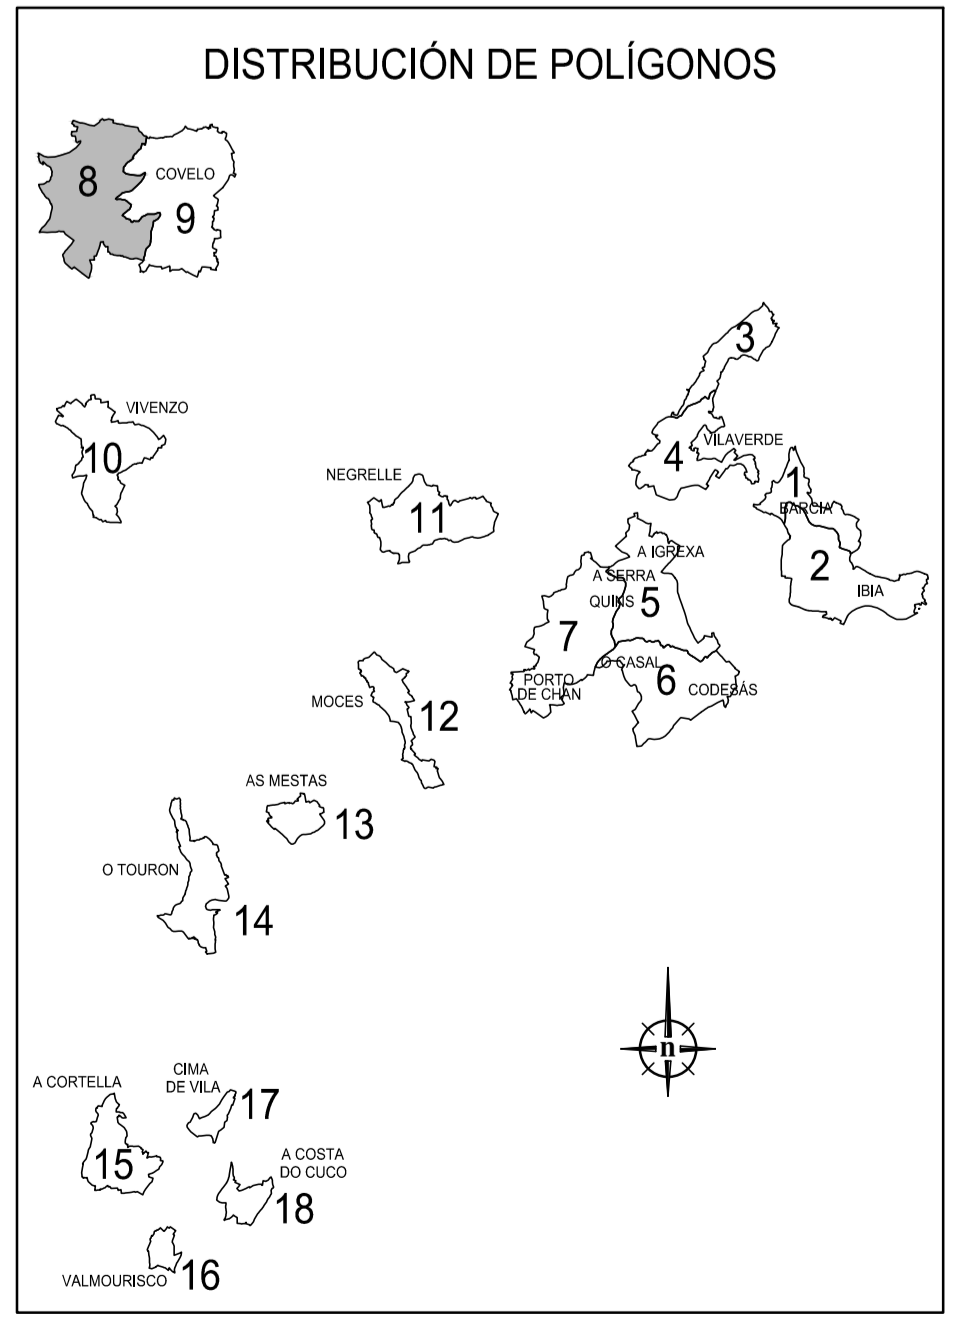 DISTRIBUCIÓN DE POLÍGONOS
8
COVELO
9
3
VIVENZO
10
4
VILAVERDE
NEGRELLE
11
1
BARCIA
2
IBIA
A IGREXA
A SERRA
QUINS
5
7
O CASAL
PORTO
DE CHAN
6
CODESÁS
MOCES
12
AS MESTAS
13
O TOURON
14
n
A CORTELLA
15
CIMA
DE VILA
17
A COSTA
DO CUCO
18
VALMOURISCO
16